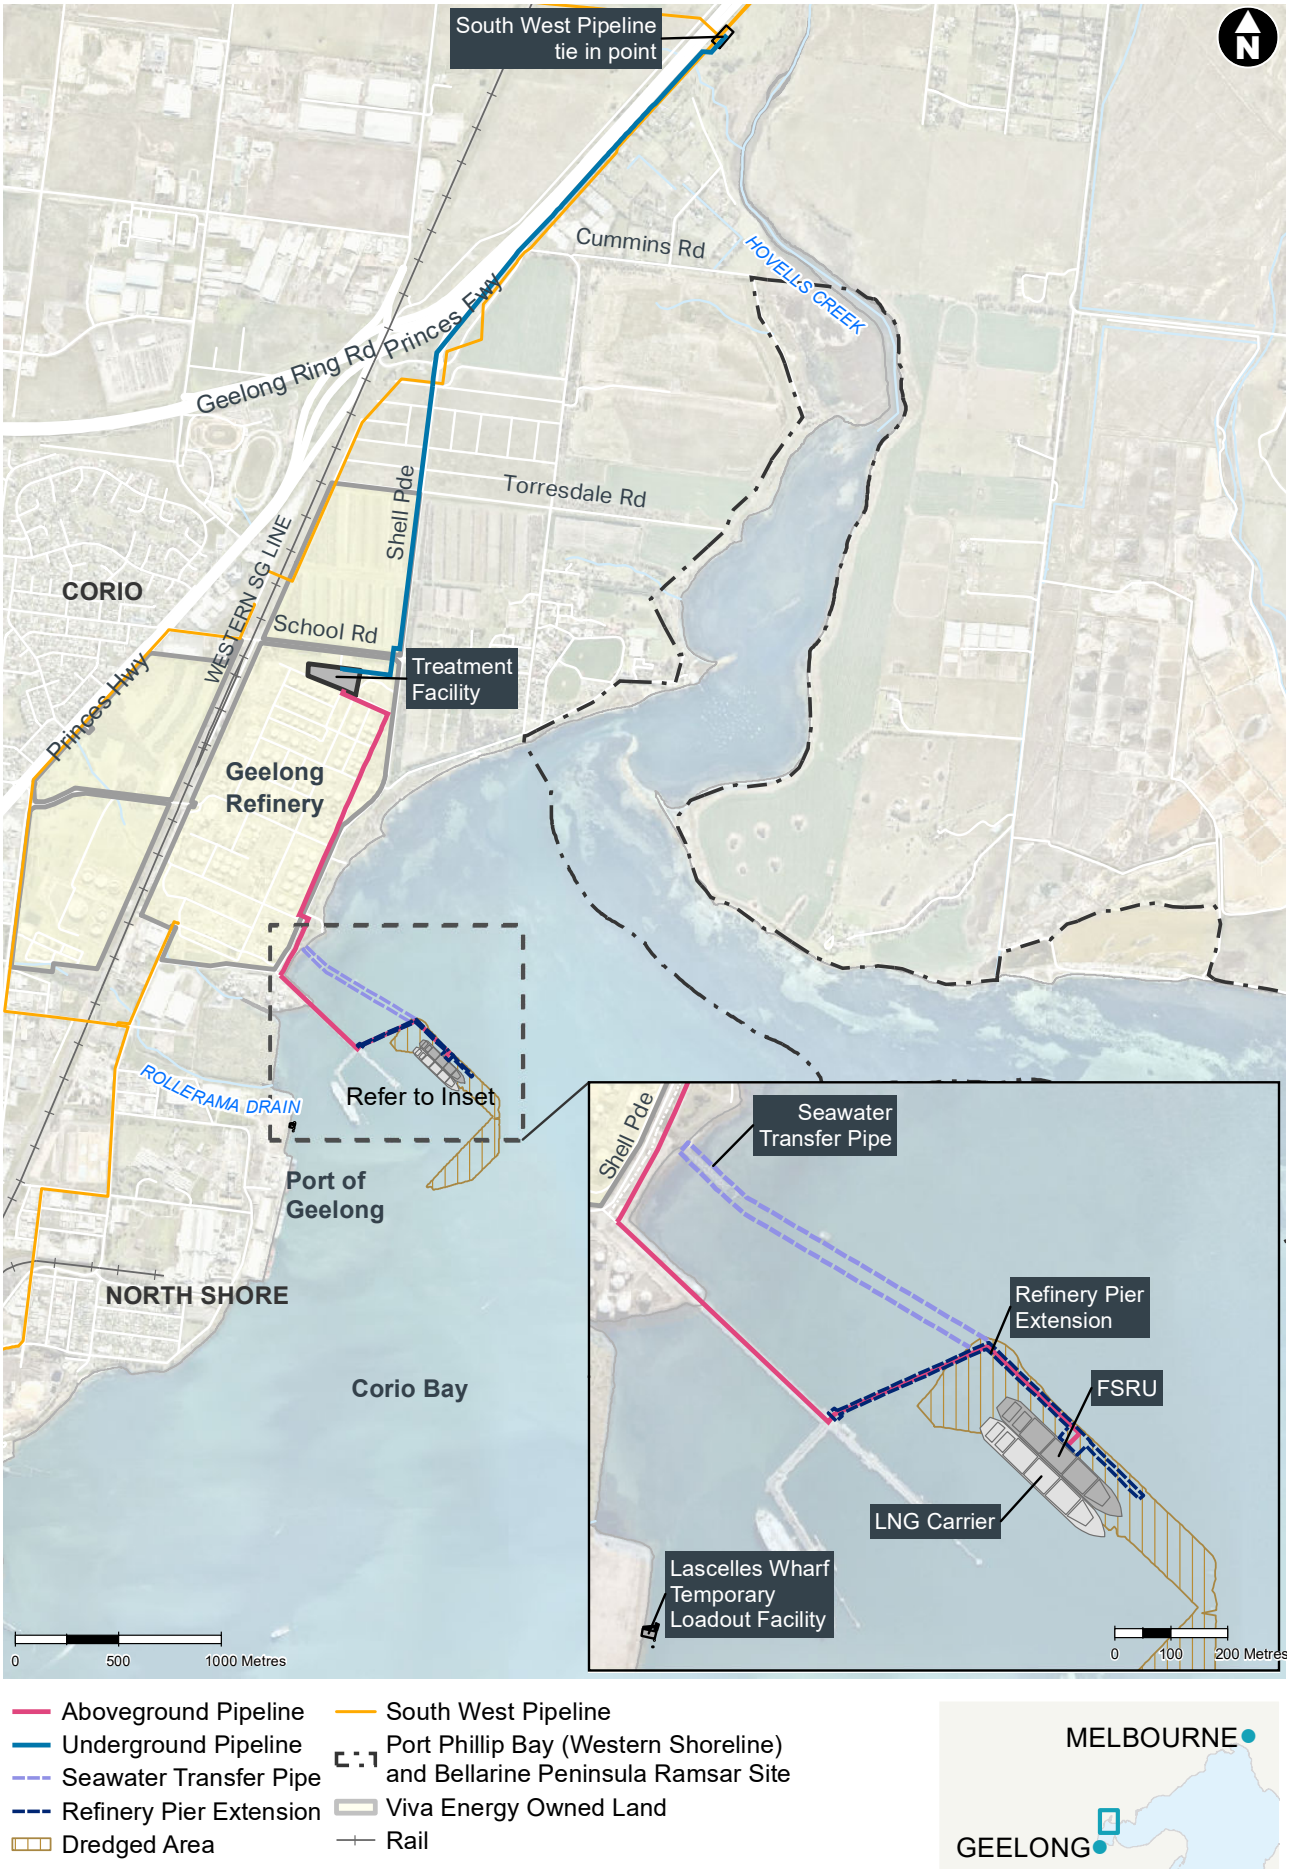 South West Pipeline
tie in point
N
Cummins Rd
HOVELLS CREEK
Princes Fwy
Geelong Ring Rd
Shell Pde
Torresdale Rd
WESTERN SG LINE
CORIO
School Rd
Treatment
Facility
Princes Hwy
Geelong
Refinery
ROLLERAMA DRAIN
Refer to Inset
Port of
Geelong
NORTH SHORE
Corio Bay
Shell Pde
Seawater
Transfer Pipe
Refinery Pier
Extension
FSRU
LNG Carrier
Lascelles Wharf
Temporary
Loadout Facility
0 500 1000 Metres
0 100 200 Metres
Aboveground Pipeline
Underground Pipeline
Seawater Transfer Pipe
Refinery Pier Extension
Dredged Area
South West Pipeline
Port Phillip Bay (Western Shoreline)
and Bellarine Peninsula Ramsar Site
Viva Energy Owned Land
Rail
MELBOURNE
GEELONG